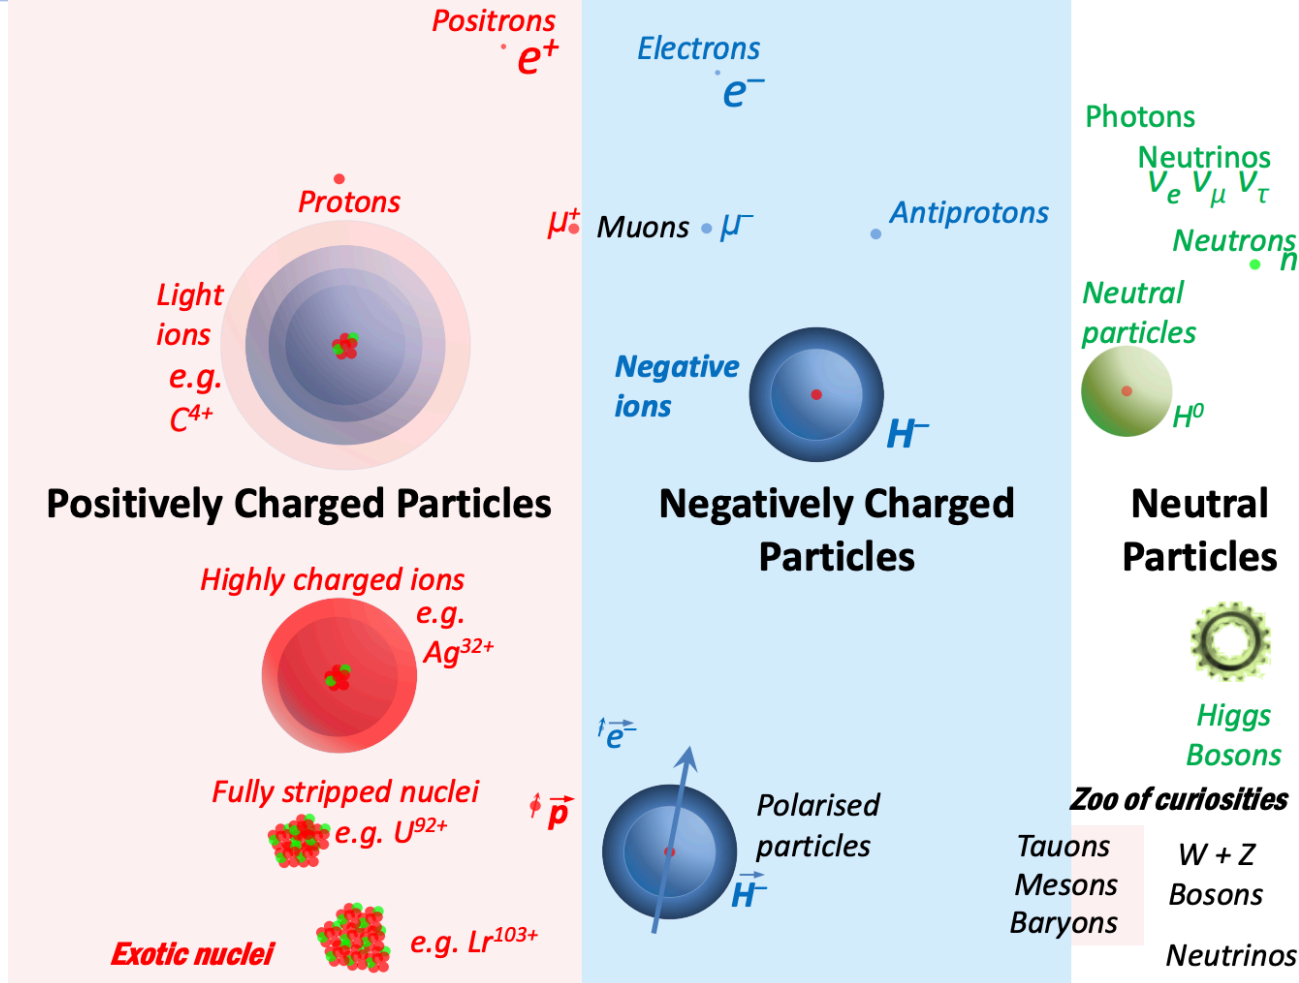 Positrons
e⁺
Electrons
e⁻
Photons
Neutrinos
νₑ ν_μ ν_τ
Protons
μ⁺ Muons μ⁻
Antiprotons
Neutrons
n
Light
ions
e.g.
C⁴⁺
Negative
ions
H⁻
Neutral
particles
H⁰
Positively Charged Particles
Negatively Charged
Particles
Neutral
Particles
Highly charged ions
e.g.
Ag³²⁺
Fully stripped nuclei
e.g. U⁹²⁺
Exotic nuclei
e.g. Lr¹⁰³⁺
p
e⁻
Polarised
particles
H⁻
Higgs
Bosons
Zoo of curiosities
Tauons
Mesons
Baryons
W + Z
Bosons
Neutrinos